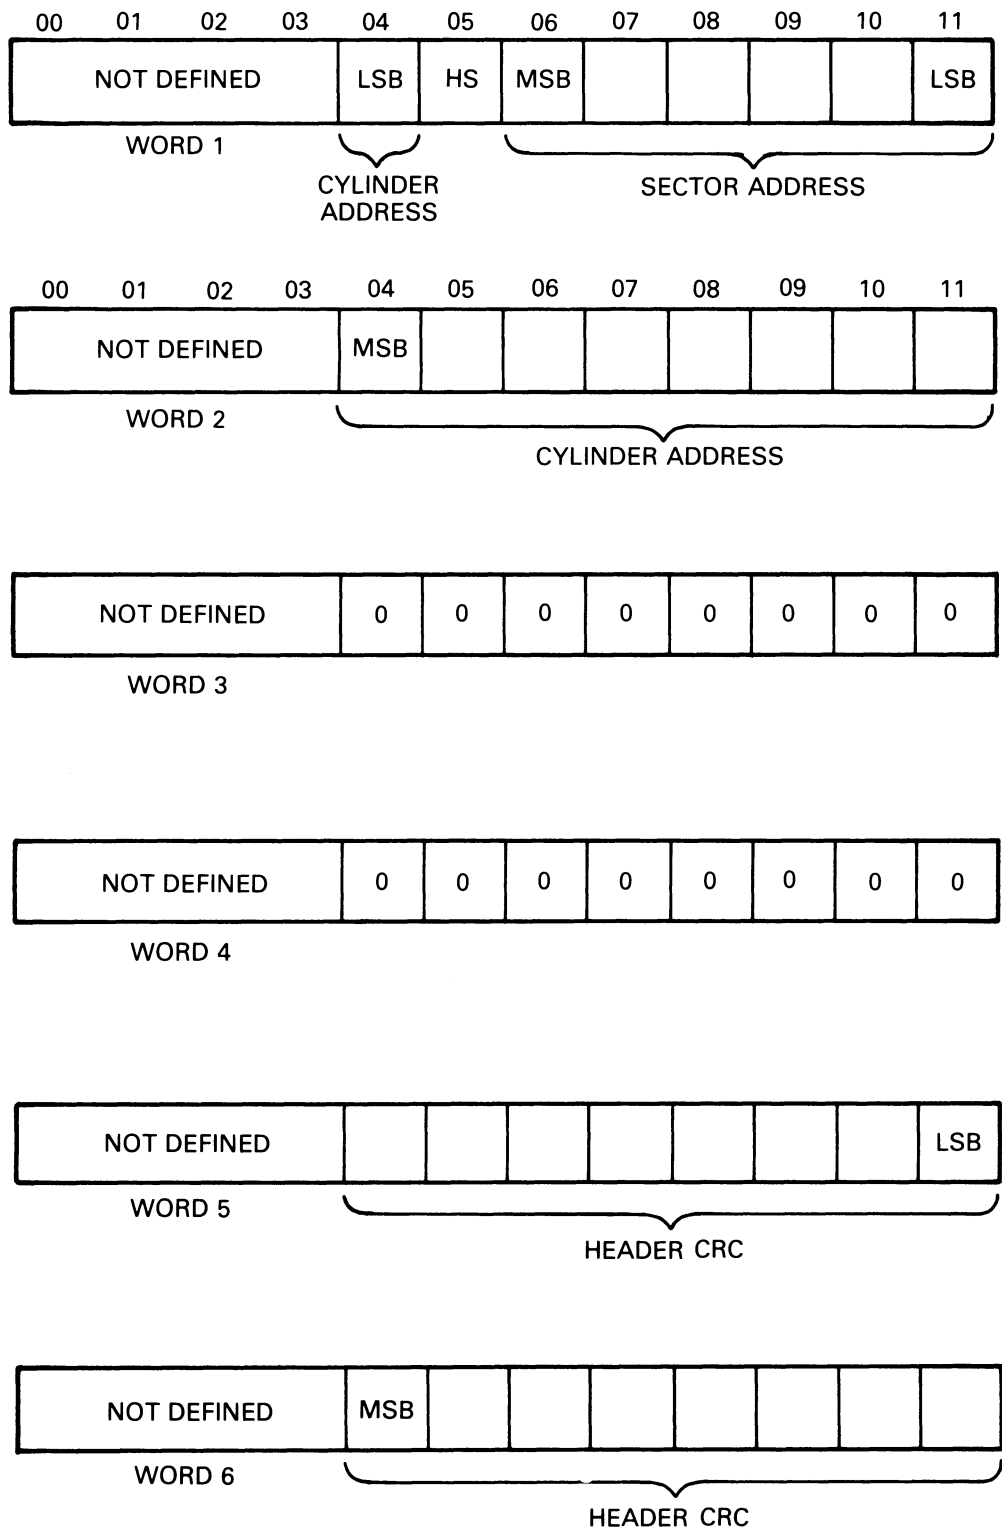 00 01 02 03 04 05 06 07 08 09 10 11
NOT DEFINED LSB HS MSB LSB
WORD 1
CYLINDER
ADDRESS
SECTOR ADDRESS
00 01 02 03 04 05 06 07 08 09 10 11
NOT DEFINED MSB
WORD 2
CYLINDER ADDRESS
NOT DEFINED 0 0 0 0 0 0 0 0
WORD 3
NOT DEFINED 0 0 0 0 0 0 0 0
WORD 4
NOT DEFINED LSB
WORD 5
HEADER CRC
NOT DEFINED MSB
WORD 6
HEADER CRC